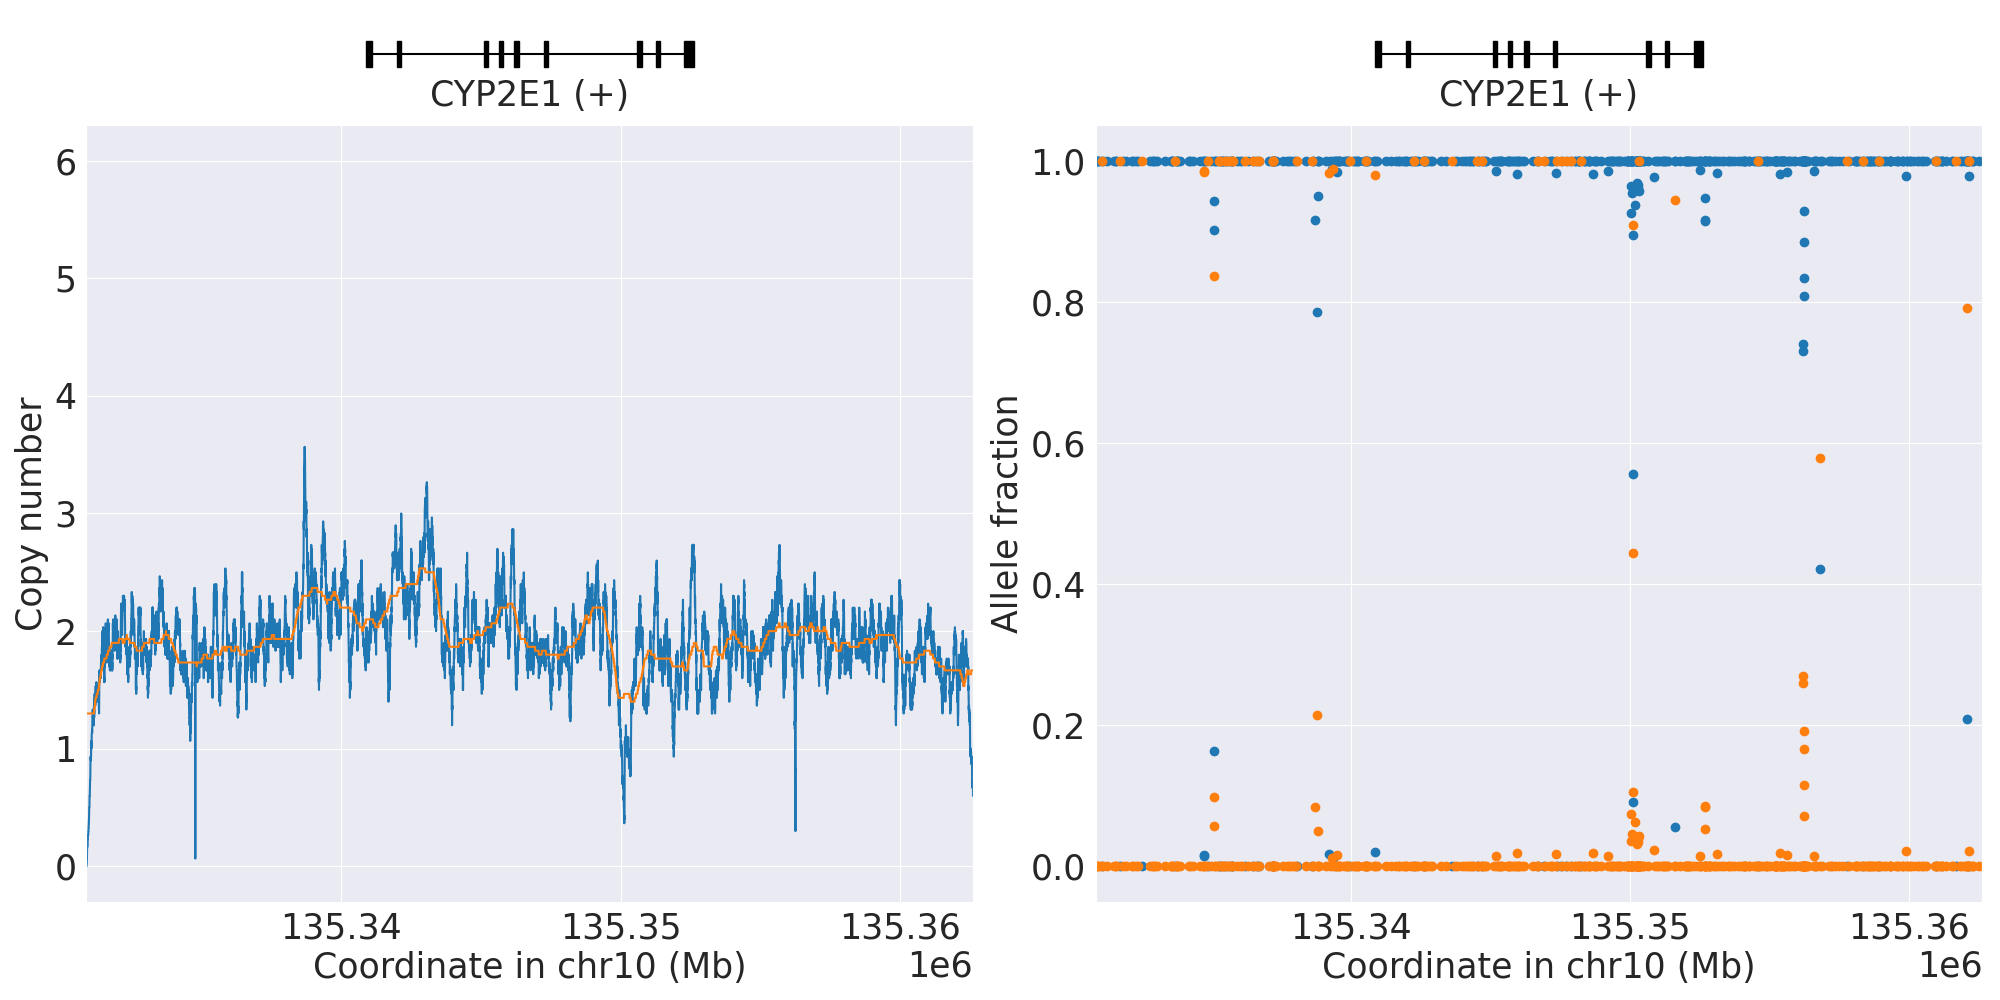 CYP2E1 (+)
6
5
4
3
2
1
0
Copy number
135.34 135.35 135.36
Coordinate in chr10 (Mb)
1e6
CYP2E1 (+)
1.0
0.8
0.6
0.4
0.2
0.0
Allele fraction
135.34 135.35 135.36
Coordinate in chr10 (Mb)
1e6